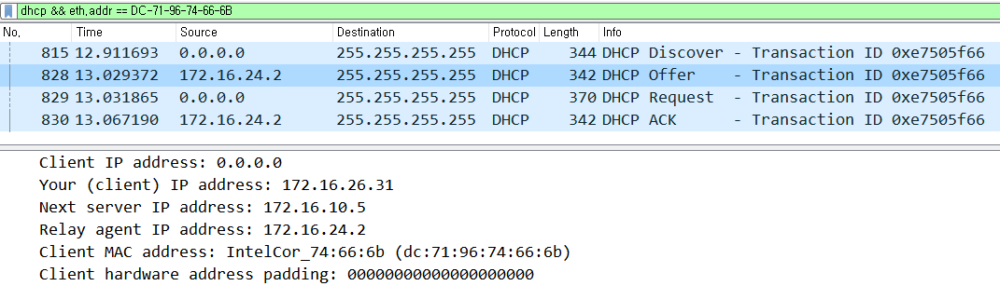 dhcp && eth.addr == DC-71-96-74-66-6B
No. Time Source Destination Protocol Length Info
815 12.911693 0.0.0.0 255.255.255.255 DHCP 344 DHCP Discover - Transaction ID 0xe7505f66
828 13.029372 172.16.24.2 255.255.255.255 DHCP 342 DHCP Offer - Transaction ID 0xe7505f66
829 13.031865 0.0.0.0 255.255.255.255 DHCP 370 DHCP Request - Transaction ID 0xe7505f66
830 13.067190 172.16.24.2 255.255.255.255 DHCP 342 DHCP ACK - Transaction ID 0xe7505f66
Client IP address: 0.0.0.0
Your (client) IP address: 172.16.26.31
Next server IP address: 172.16.10.5
Relay agent IP address: 172.16.24.2
Client MAC address: IntelCor_74:66:6b (dc:71:96:74:66:6b)
Client hardware address padding: 00000000000000000000